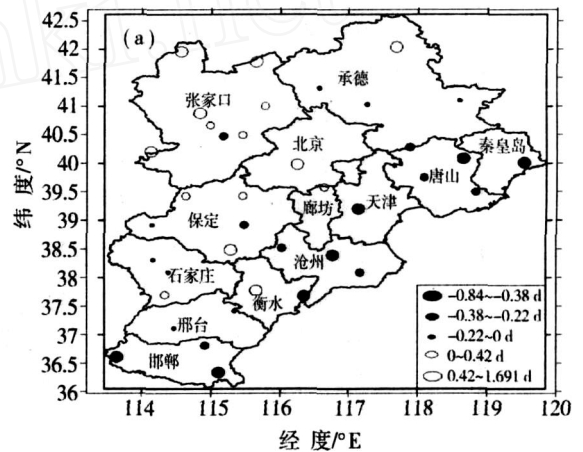 (a)
42.5
42
41.5
41
40.5
40
39.5
39
38.5
38
37.5
37
36.5
36
纬度/°N
承德
张家口
北京
秦皇岛
唐山
廊坊
天津
保定
沧州
石家庄
衡水
邢台
邯郸
-0.84~-0.38 d
-0.38~-0.22 d
-0.22~0 d
0~0.42 d
0.42~1.691 d
114 115 116 117 118 119 120
经度/°E